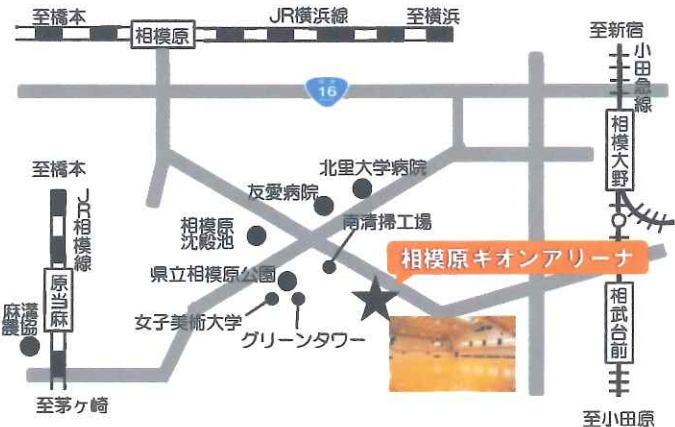 至橋本
JR横浜線
至横浜
相模原
至新宿
小田急線
16
相模大野
至橋本
JR相模線
北里大学病院
友愛病院
南清掃工場
相模原
沈殿池
相模原ギオンアリーナ
県立相模原公園
原当麻
女子美術大学
グリーンタワー
相武台前
麻溝
農協
至茅ヶ崎
至小田原